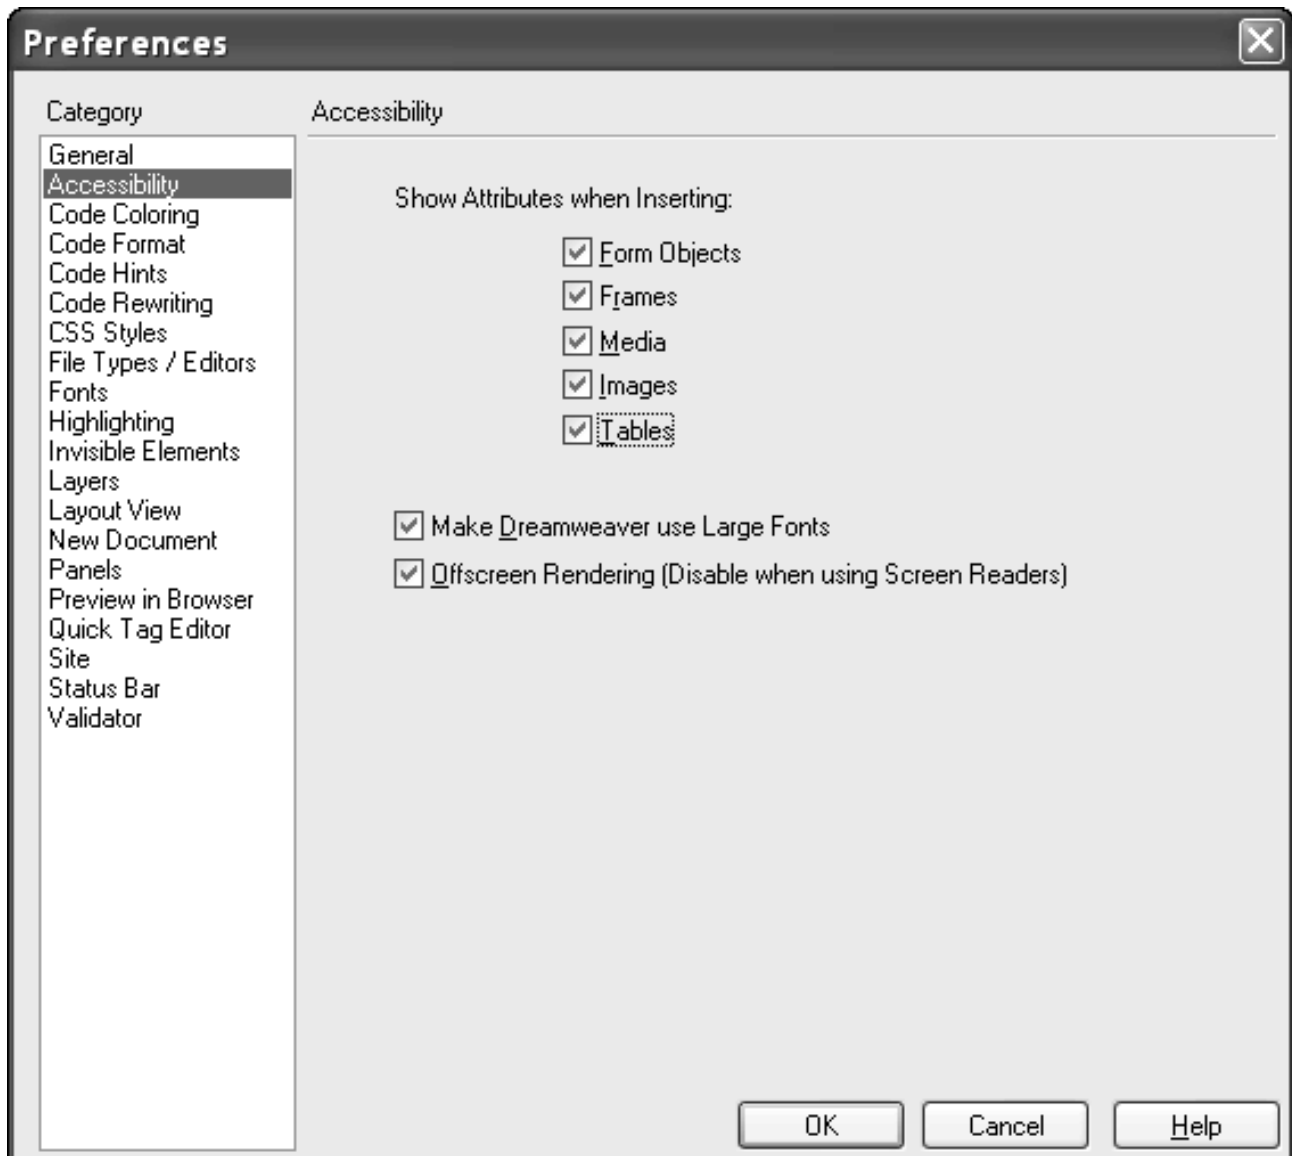 Preferences
Category
General
Accessibility
Code Coloring
Code Format
Code Hints
Code Rewriting
CSS Styles
File Types / Editors
Fonts
Highlighting
Invisible Elements
Layers
Layout View
New Document
Panels
Preview in Browser
Quick Tag Editor
Site
Status Bar
Validator
Accessibility
Show Attributes when Inserting:
Form Objects
Frames
Media
Images
Tables
Make Dreamweaver use Large Fonts
Offscreen Rendering (Disable when using Screen Readers)
OK
Cancel
Help